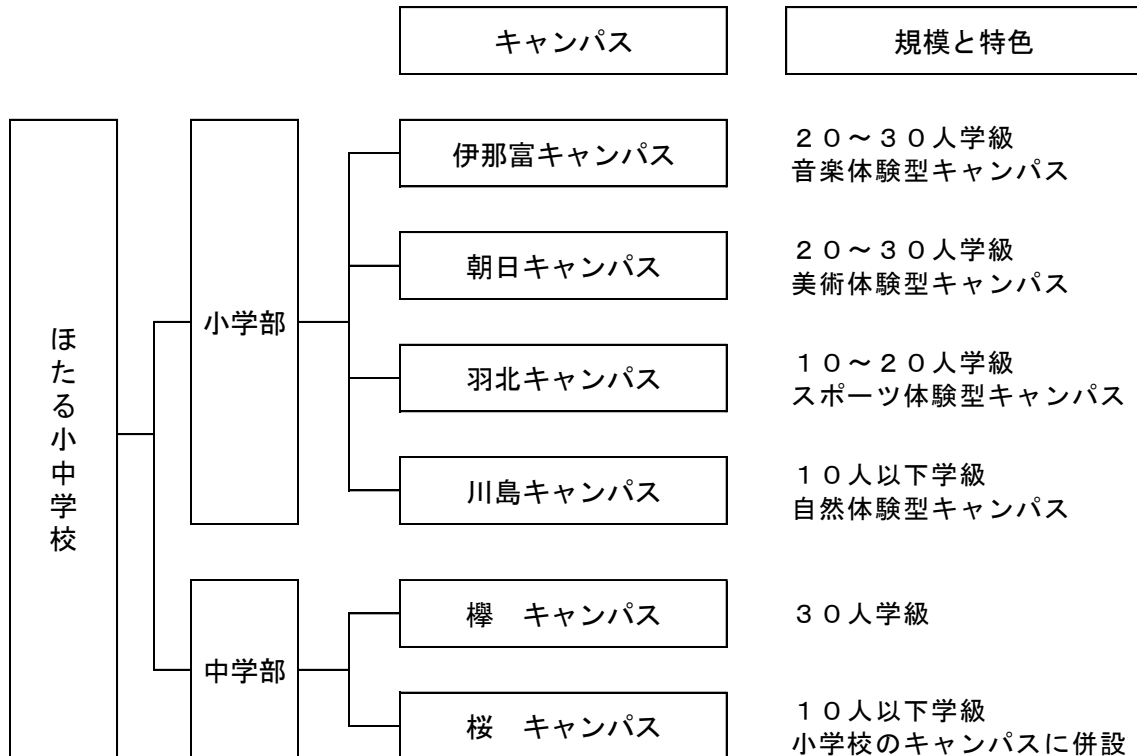 キャンパス
規模と特色
ほたる小中学校
小学部
伊那富キャンパス
２０～３０人学級
音楽体験型キャンパス
朝日キャンパス
２０～３０人学級
美術体験型キャンパス
羽北キャンパス
１０～２０人学級
スポーツ体験型キャンパス
川島キャンパス
１０人以下学級
自然体験型キャンパス
中学部
欅　キャンパス
３０人学級
桜　キャンパス
１０人以下学級
小学校のキャンパスに併設